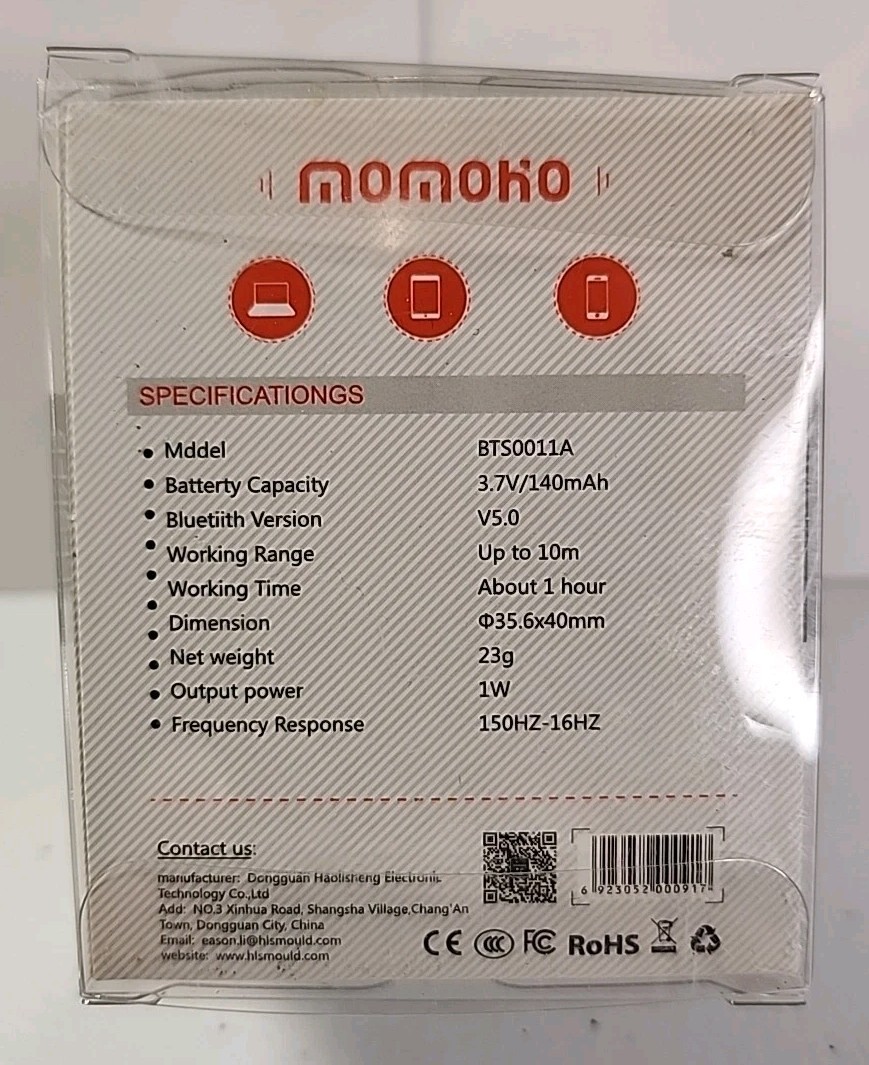 momoko
SPECIFICATIONGS
• Mddel BTS0011A
• Batterty Capacity 3.7V/140mAh
• Bluetiith Version V5.0
• Working Range Up to 10m
• Working Time About 1 hour
• Dimension Φ35.6x40mm
• Net weight 23g
• Output power 1W
• Frequency Response 150HZ-16HZ
Contact us:
manufacturer: Dongguan Haolisheng Electronic
Technology Co.,Ltd
Add: NO.3 Xinhua Road, Shangsha Village,Chang'An
Town, Dongguan City, China
Email: eason.li@hlsmould.com
website: www.hlsmould.com
6 923052 000917
CE CCC FC RoHS